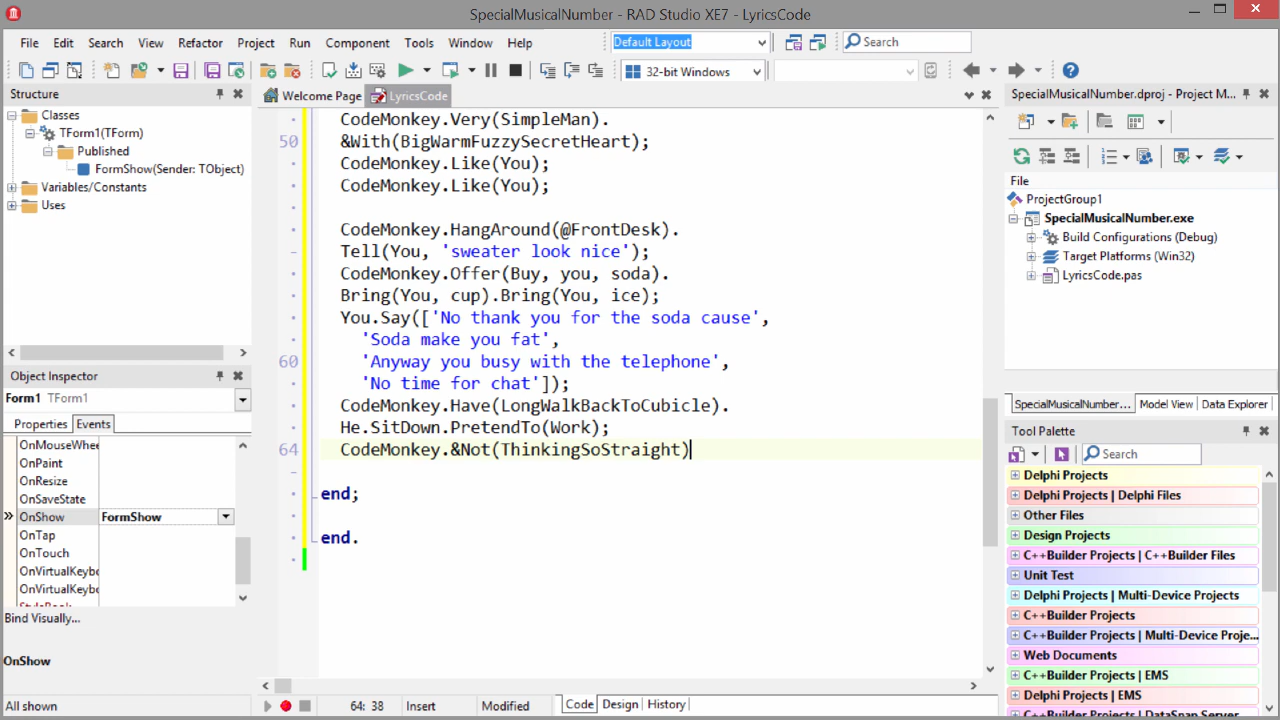 SpecialMusicalNumber - RAD Studio XE7 - LyricsCode
File Edit Search View Refactor Project Run Component Tools Window Help
Default Layout
Search
32-bit Windows
Structure
Classes
TForm1(TForm)
Published
FormShow(Sender: TObject)
Variables/Constants
Uses
Object Inspector
Form1 TForm1
Properties Events
OnMouseWhee
OnPaint
OnResize
OnSaveState
OnShow FormShow
OnTap
OnTouch
OnVirtualKeybo
OnVirtualKeybo
StyleBook
Bind Visually...
OnShow
All shown
Welcome Page LyricsCode
CodeMonkey.Very(SimpleMan).
50 &With(BigWarmFuzzySecretHeart);
CodeMonkey.Like(You);
CodeMonkey.Like(You);
CodeMonkey.HangAround(@FrontDesk).
Tell(You, 'sweater look nice');
CodeMonkey.Offer(Buy, you, soda).
Bring(You, cup).Bring(You, ice);
You.Say(['No thank you for the soda cause',
'Soda make you fat',
60 'Anyway you busy with the telephone',
'No time for chat']);
CodeMonkey.Have(LongWalkBackToCubicle).
He.SitDown.PretendTo(Work);
64 CodeMonkey.&Not(ThinkingSoStraight)
end;
end.
64: 38 Insert Modified Code Design History
SpecialMusicalNumber.dproj - Project M...
File
ProjectGroup1
SpecialMusicalNumber.exe
Build Configurations (Debug)
Target Platforms (Win32)
LyricsCode.pas
SpecialMusicalNumber... Model View Data Explorer
Tool Palette
Search
Delphi Projects
Delphi Projects | Delphi Files
Other Files
Design Projects
C++Builder Projects | C++Builder Files
Unit Test
Delphi Projects | Multi-Device Projects
C++Builder Projects
C++Builder Projects | Multi-Device Proje...
Web Documents
C++Builder Projects | EMS
Delphi Projects | EMS
C++Builder Projects | DataSnap Server